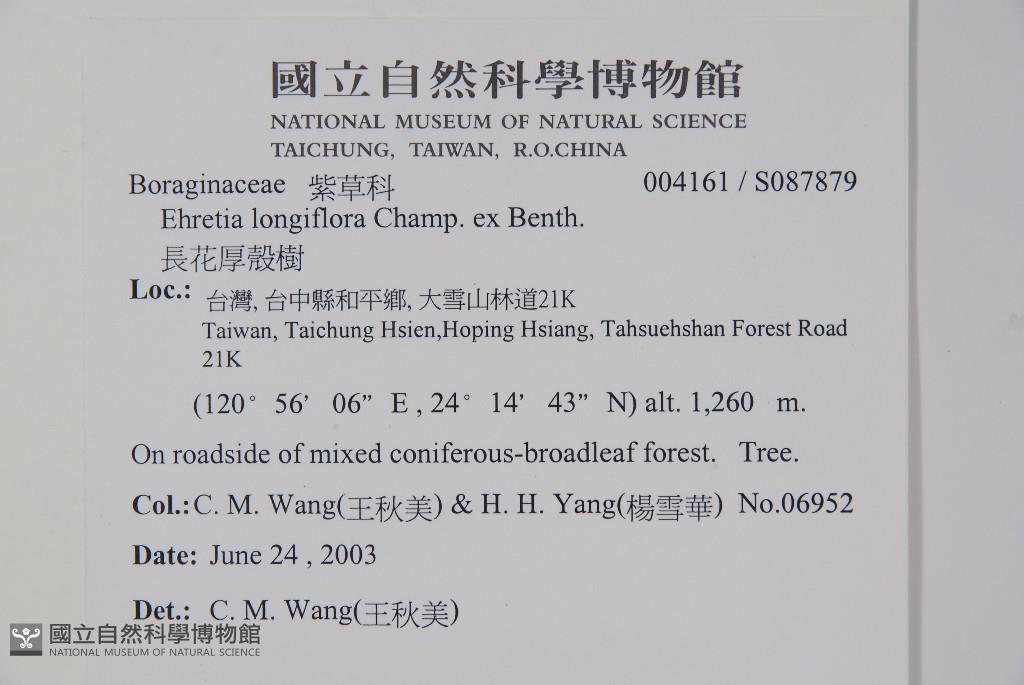 國立自然科學博物館
NATIONAL MUSEUM OF NATURAL SCIENCE
TAICHUNG, TAIWAN, R.O.CHINA
Boraginaceae 紫草科 004161 / S087879
Ehretia longiflora Champ. ex Benth.
長花厚殼樹
Loc.: 台灣, 台中縣和平鄉, 大雪山林道21K
Taiwan, Taichung Hsien,Hoping Hsiang, Tahsuehshan Forest Road
21K
(120° 56’ 06” E , 24° 14’ 43” N) alt. 1,260 m.
On roadside of mixed coniferous-broadleaf forest. Tree.
Col.: C. M. Wang(王秋美) & H. H. Yang(楊雪華) No.06952
Date: June 24 , 2003
Det.: C. M. Wang(王秋美)
國立自然科學博物館
NATIONAL MUSEUM OF NATURAL SCIENCE